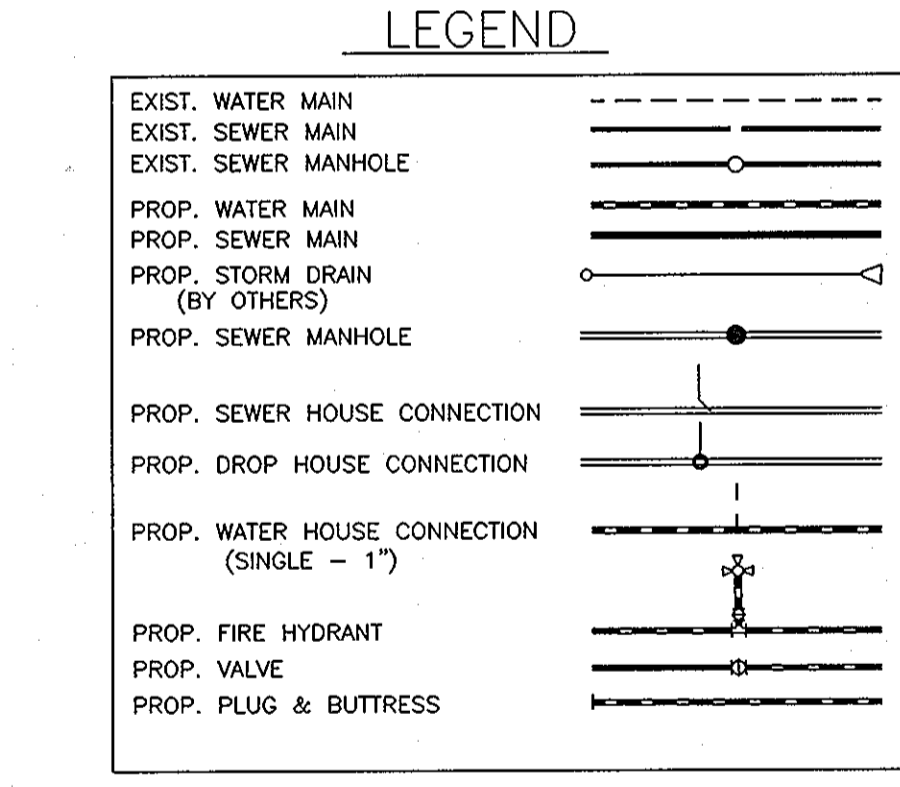 LEGEND
EXIST. WATER MAIN
EXIST. SEWER MAIN
EXIST. SEWER MANHOLE
PROP. WATER MAIN
PROP. SEWER MAIN
PROP. STORM DRAIN
(BY OTHERS)
PROP. SEWER MANHOLE
PROP. SEWER HOUSE CONNECTION
PROP. DROP HOUSE CONNECTION
PROP. WATER HOUSE CONNECTION
(SINGLE – 1")
PROP. FIRE HYDRANT
PROP. VALVE
PROP. PLUG & BUTTRESS